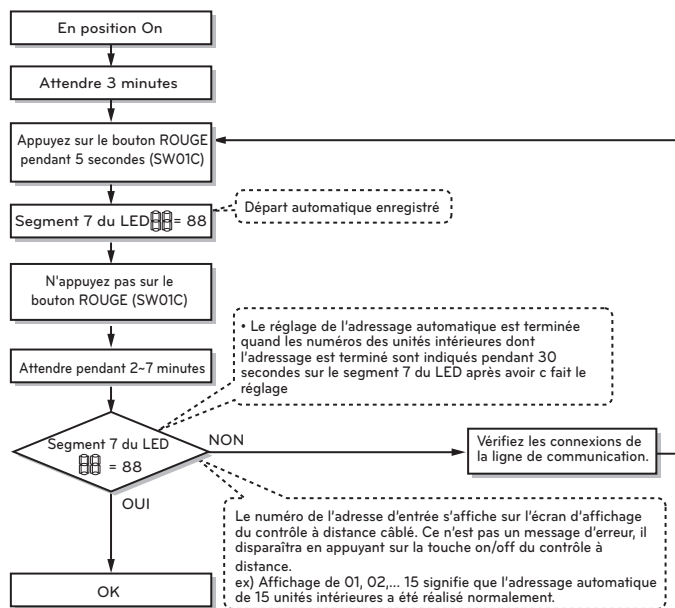 En position On
Attendre 3 minutes
Appuyez sur le bouton ROUGE
pendant 5 secondes (SW01C)
Segment 7 du LED 88 = 88
Départ automatique enregistré
N'appuyez pas sur le
bouton ROUGE (SW01C)
• Le réglage de l'adressage automatique est terminée
quand les numéros des unités intérieures dont
l'adressage est terminé sont indiqués pendant 30
secondes sur le segment 7 du LED après avoir c fait le
réglage
Attendre pendant 2~7 minutes
Segment 7 du LED
88 = 88
NON
Vérifiez les connexions de
la ligne de communication.
OUI
Le numéro de l'adresse d'entrée s'affiche sur l'écran d'affichage
du contrôle à distance câblé. Ce n'est pas un message d'erreur, il
disparaîtra en appuyant sur la touche on/off du contrôle à
distance.
ex) Affichage de 01, 02,... 15 signifie que l'adressage automatique
de 15 unités intérieures a été réalisé normalement.
OK